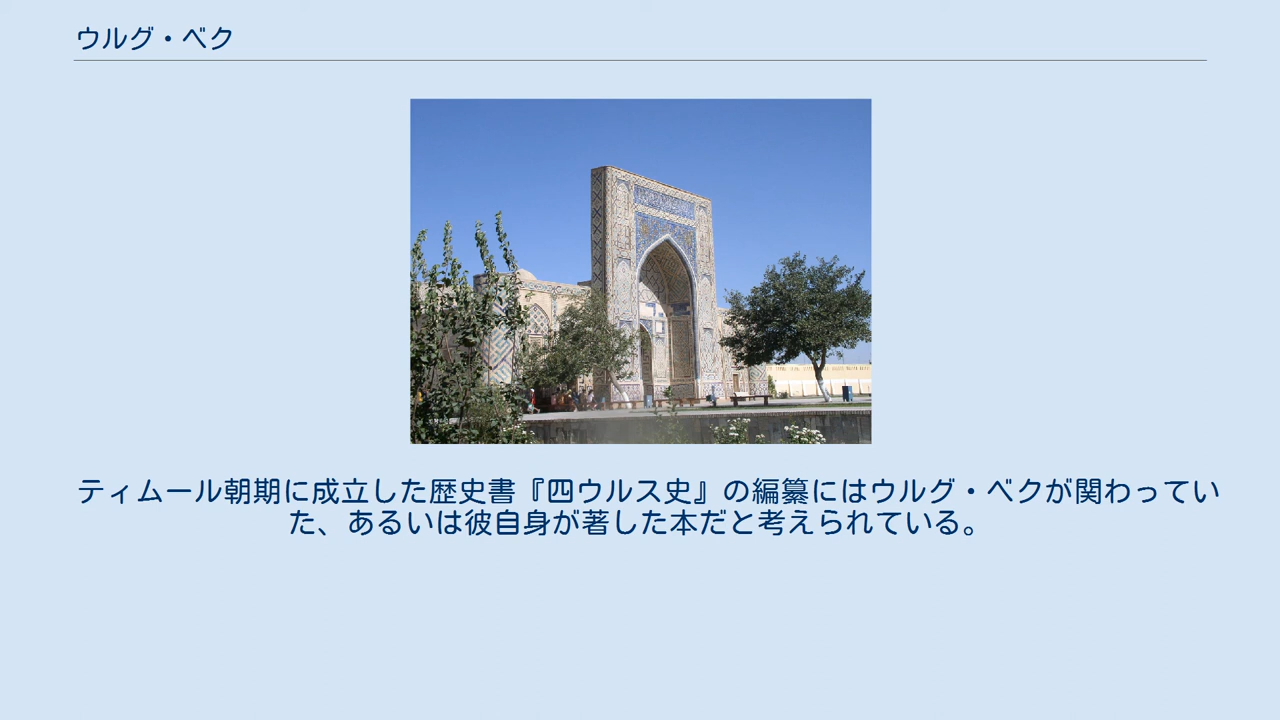 ウルグ・ベク
ティムール朝期に成立した歴史書『四ウルス史』の編纂にはウルグ・ベクが関わってい
た、あるいは彼自身が著した本だと考えられている。